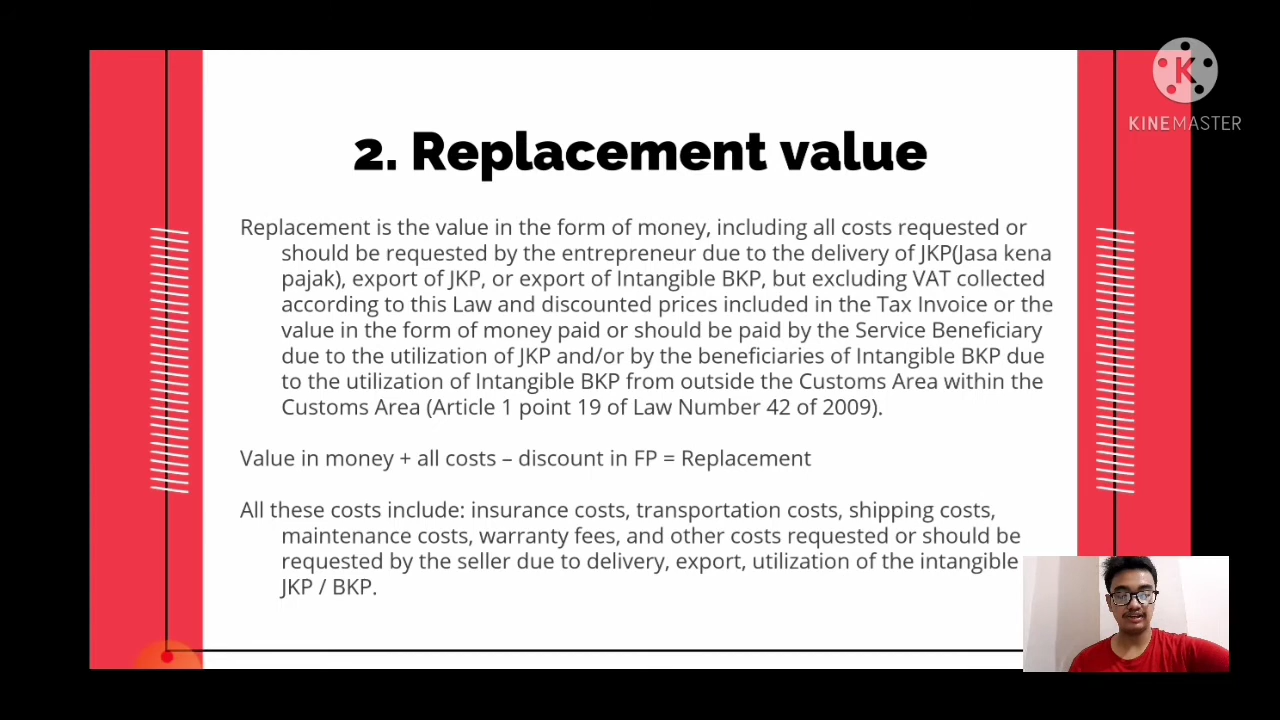 KINEMASTER
2. Replacement value
Replacement is the value in the form of money, including all costs requested or
should be requested by the entrepreneur due to the delivery of JKP(Jasa kena
pajak), export of JKP, or export of Intangible BKP, but excluding VAT collected
according to this Law and discounted prices included in the Tax Invoice or the
value in the form of money paid or should be paid by the Service Beneficiary
due to the utilization of JKP and/or by the beneficiaries of Intangible BKP due
to the utilization of Intangible BKP from outside the Customs Area within the
Customs Area (Article 1 point 19 of Law Number 42 of 2009).
Value in money + all costs – discount in FP = Replacement
All these costs include: insurance costs, transportation costs, shipping costs,
maintenance costs, warranty fees, and other costs requested or should be
requested by the seller due to delivery, export, utilization of the intangible
JKP / BKP.